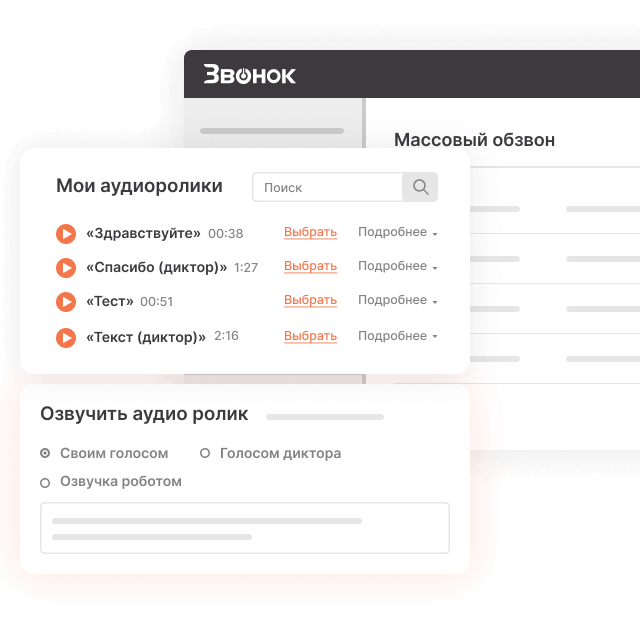 Звонок
Массовый обзвон
Мои аудиоролики
Поиск
«Здравствуйте» 00:38 Выбрать Подробнее
«Спасибо (диктор)» 1:27 Выбрать Подробнее
«Тест» 00:51 Выбрать Подробнее
«Текст (диктор)» 2:16 Выбрать Подробнее
Озвучить аудио ролик
Своим голосом Голосом диктора
Озвучка роботом